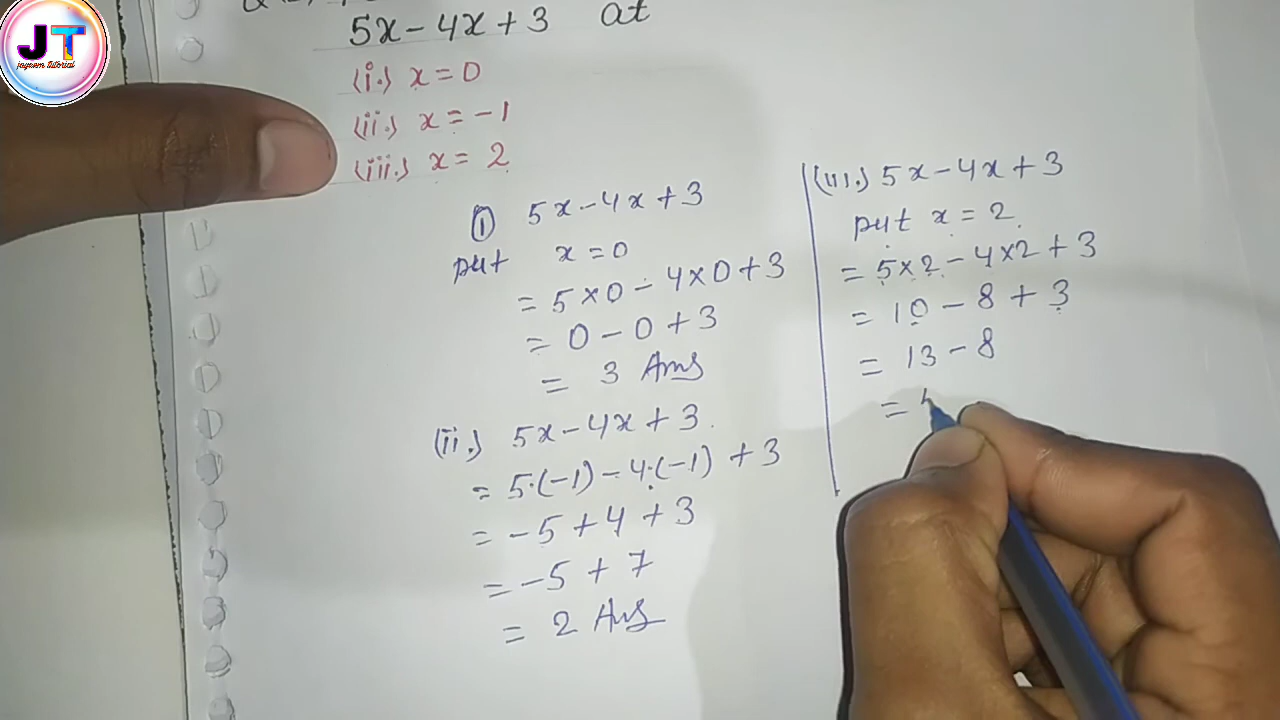 JT
jayeem tutorial
5x - 4x + 3 at
(i.) x = 0
(ii.) x = -1
(iii.) x = 2
① 5x - 4x + 3
put x = 0
= 5 × 0 - 4 × 0 + 3
= 0 - 0 + 3
= 3 Ans
(ii.) 5x - 4x + 3.
= 5·(-1) - 4·(-1) + 3
= -5 + 4 + 3
= -5 + 7
= 2 Ans
(iii.) 5x - 4x + 3
put x = 2.
= 5×2 - 4×2 + 3
= 10 - 8 + 3
= 13 - 8
=